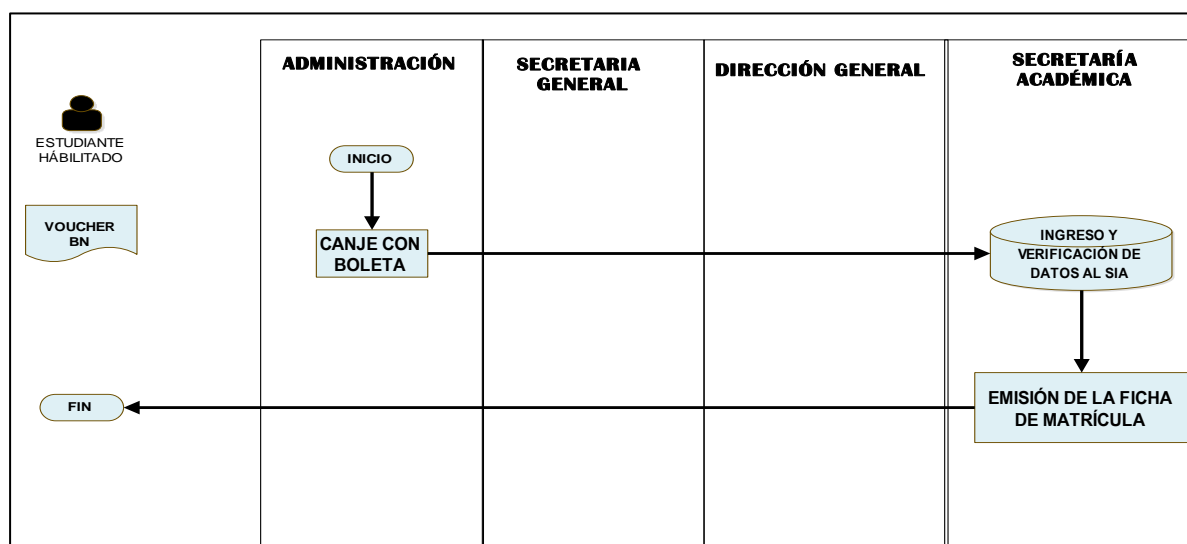 ADMINISTRACIÓN
SECRETARIA
GENERAL
DIRECCIÓN GENERAL
SECRETARÍA
ACADÉMICA
ESTUDIANTE
HÁBILITADO
INICIO
VOUCHER
BN
CANJE CON
BOLETA
INGRESO Y
VERIFICACIÓN DE
DATOS AL SIA
FIN
EMISIÓN DE LA FICHA
DE MATRÍCULA